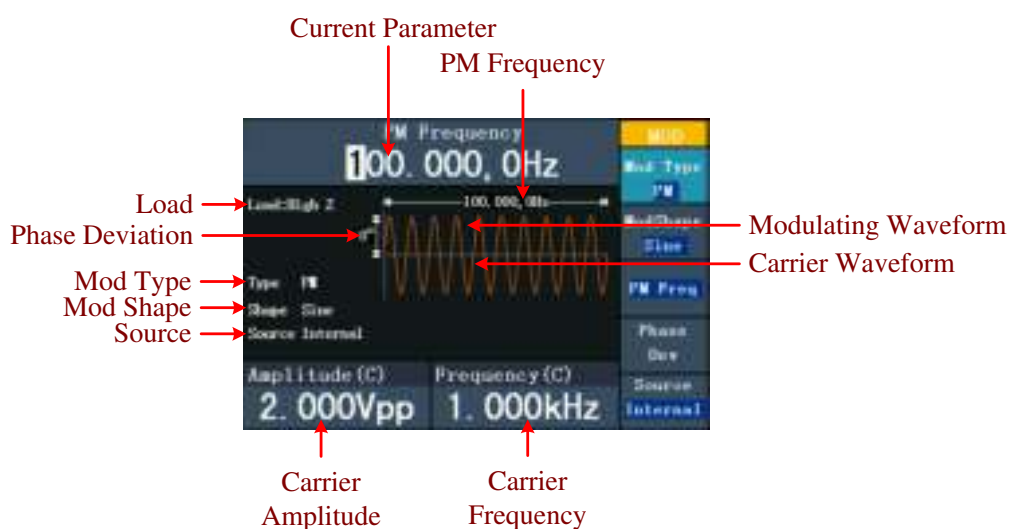 Current Parameter
PM Frequency
PM Frequency
MOD
100.000,0Hz
Mod Type
PM
Load
Load:High Z
100.000,0Hz
ModShape
Sine
Phase Deviation
Modulating Waveform
Carrier Waveform
Mod Type
Type PM
PM Freq
Mod Shape
Shape Sine
Source
Source Internal
Phase
Dev
Amplitude(C)
Frequency(C)
Source
Internal
2.000Vpp
1.000kHz
Carrier
Amplitude
Carrier
Frequency